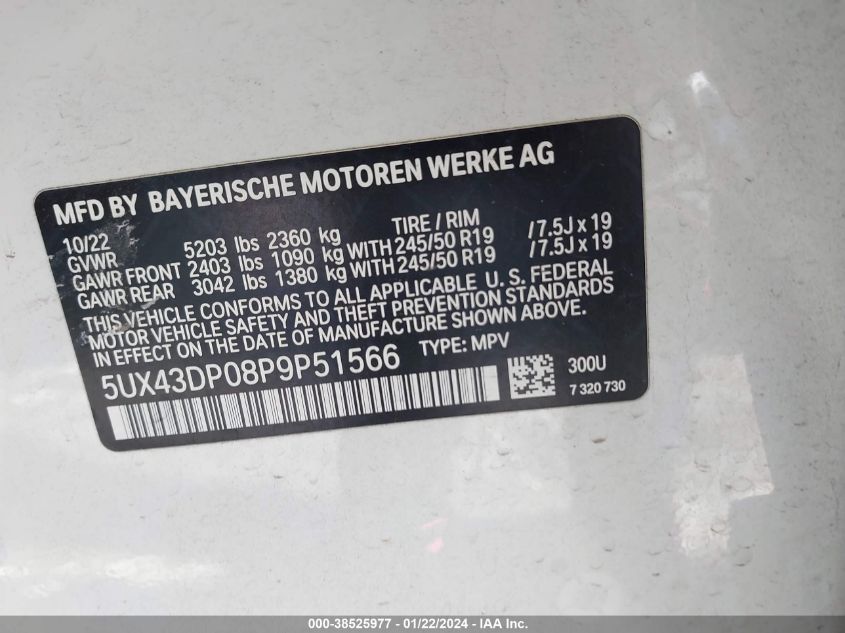 MFD BY BAYERISCHE MOTOREN WERKE AG
10/22 TIRE / RIM
GVWR 5203 lbs 2360 kg
GAWR FRONT 2403 lbs 1090 kg WITH 245/50 R19 /7.5J x 19
GAWR REAR 3042 lbs 1380 kg WITH 245/50 R19 /7.5J x 19
THIS VEHICLE CONFORMS TO ALL APPLICABLE U. S. FEDERAL
MOTOR VEHICLE SAFETY AND THEFT PREVENTION STANDARDS
IN EFFECT ON THE DATE OF MANUFACTURE SHOWN ABOVE.
5UX43DP08P9P51566 TYPE: MPV
300U
7 320 730
000-38525977 - 01/22/2024 - IAA Inc.